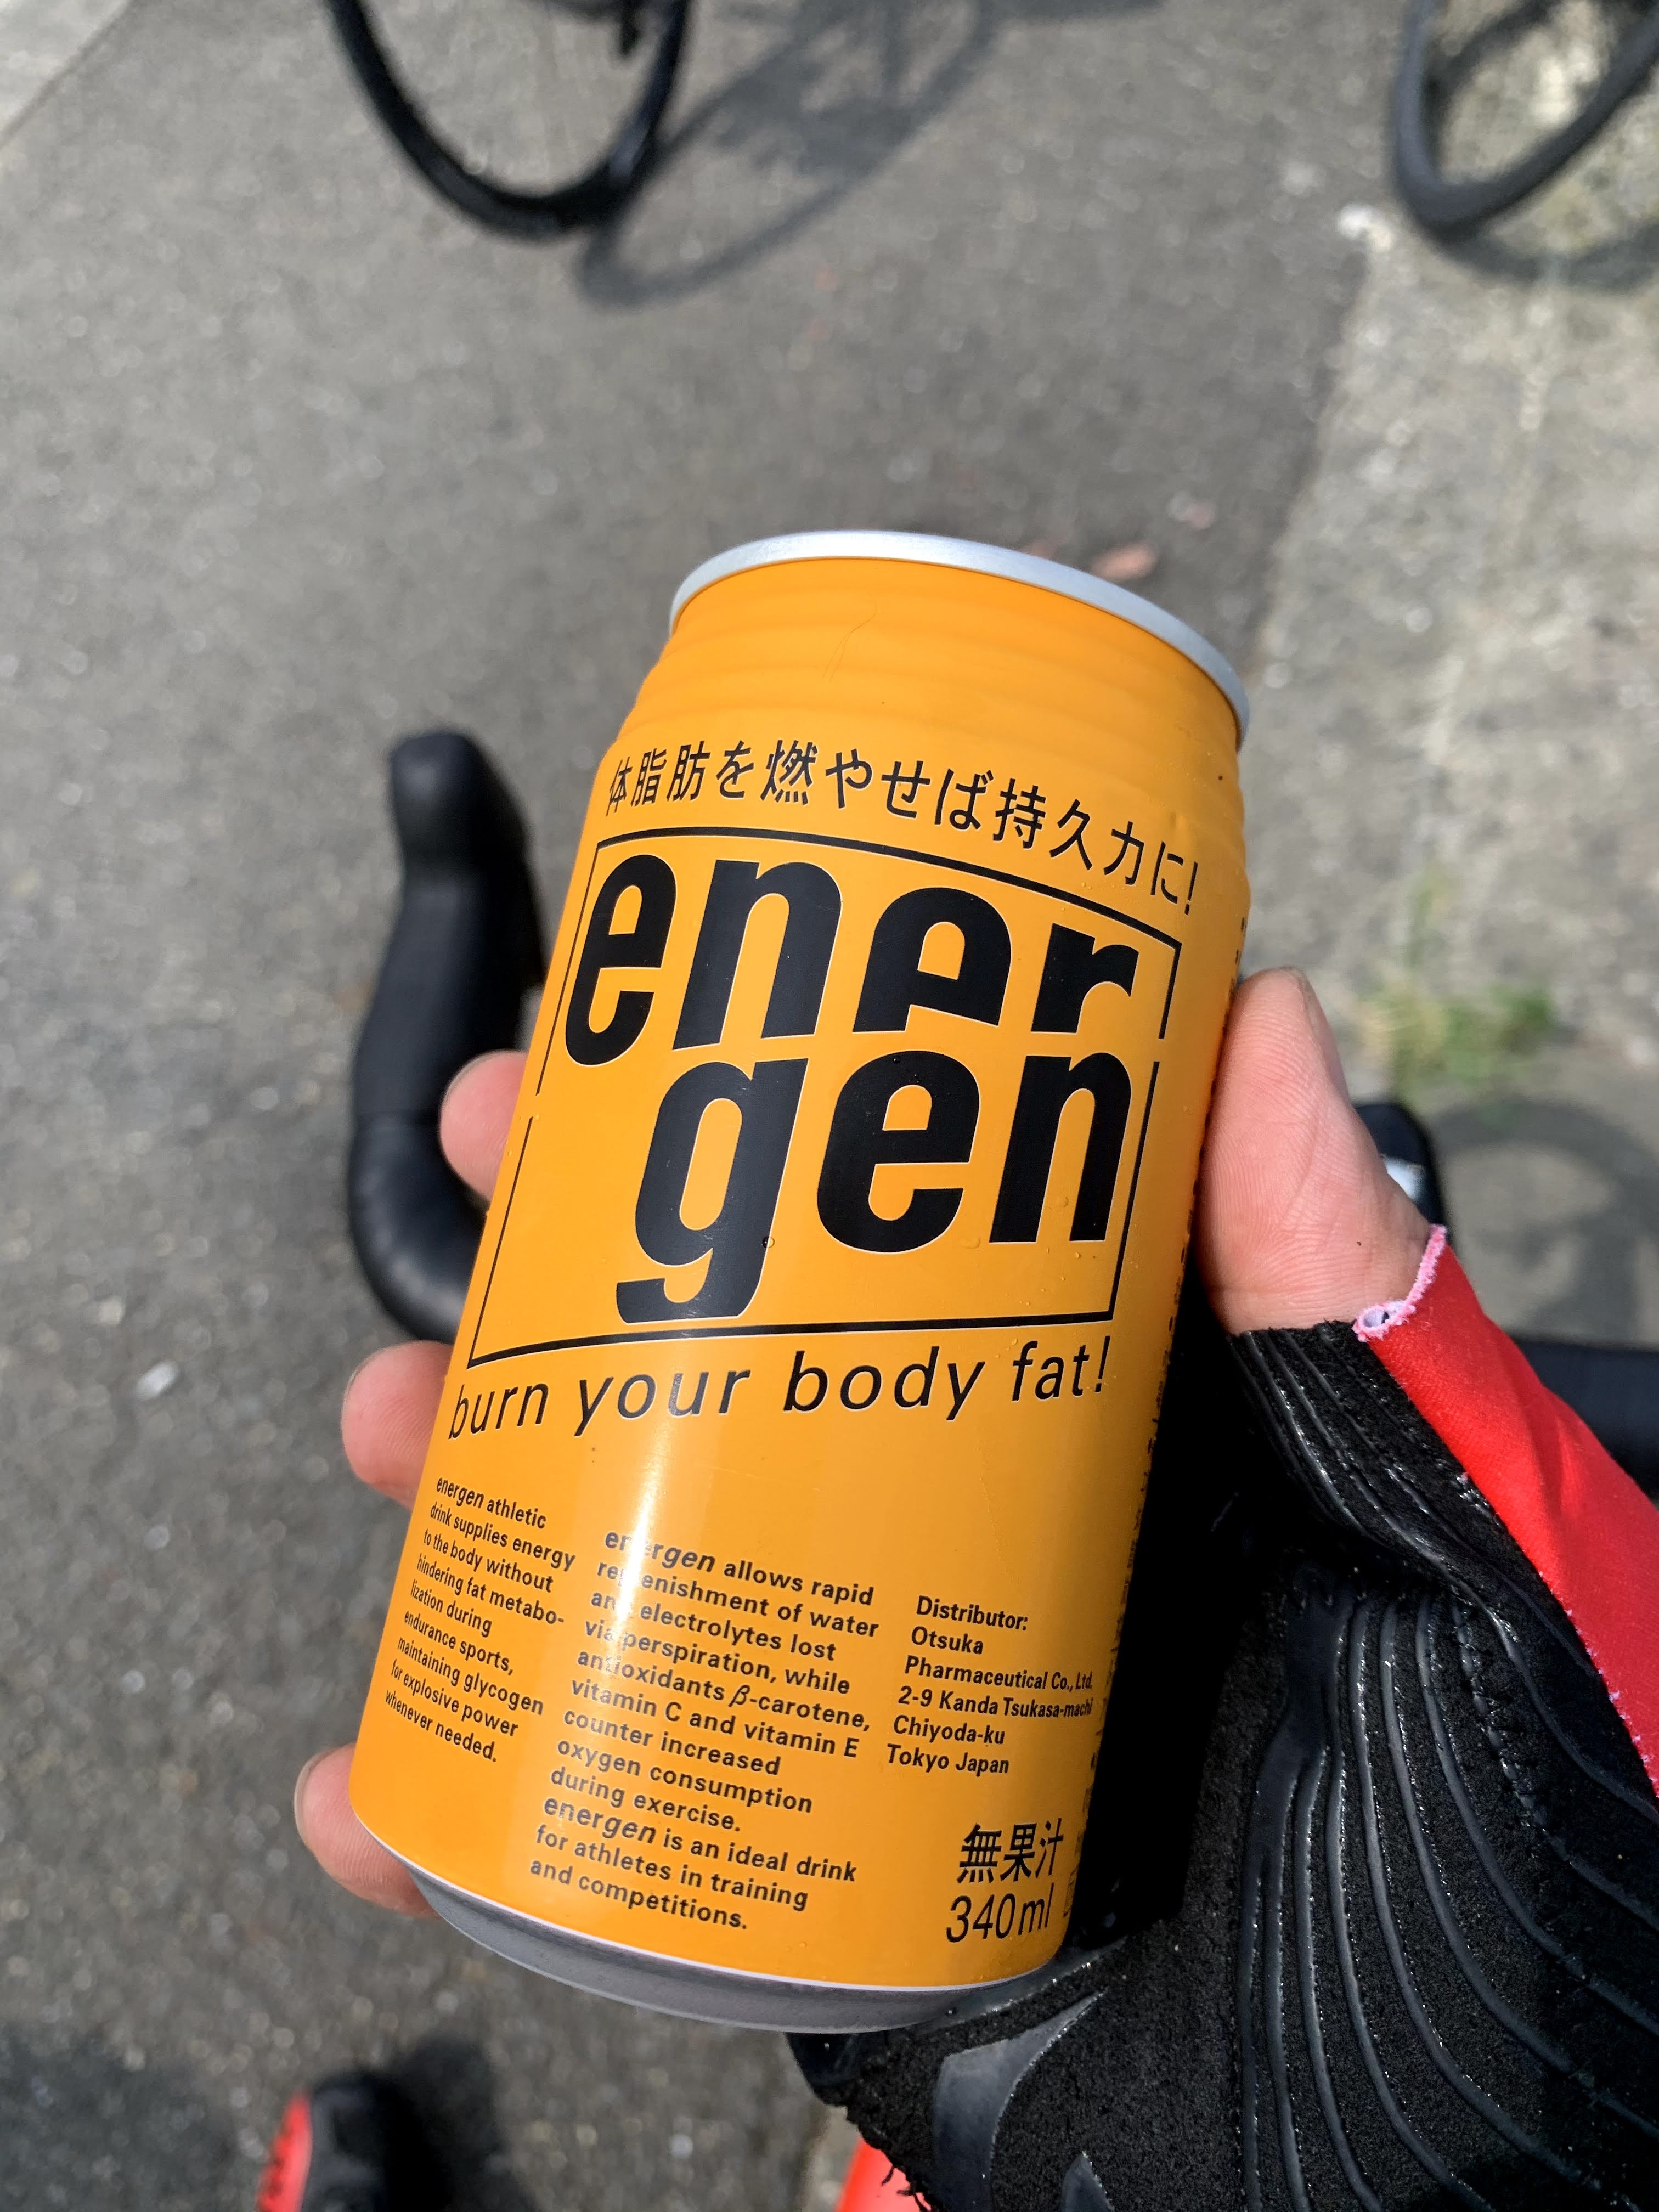 体脂肪を燃やせば持久力に!
ener
gen
burn your body fat!
energen athletic
drink supplies energy
to the body without
hindering fat metabo-
lization during
endurance sports,
maintaining glycogen
for explosive power
whenever needed.
energen allows rapid
replenishment of water
and electrolytes lost
via perspiration, while
antioxidants β-carotene,
vitamin C and vitamin E
counter increased
oxygen consumption
during exercise.
energen is an ideal drink
for athletes in training
and competitions.
Distributor:
Otsuka
Pharmaceutical Co., Ltd.
2-9 Kanda Tsukasa-machi
Chiyoda-ku
Tokyo Japan
無果汁
340ml